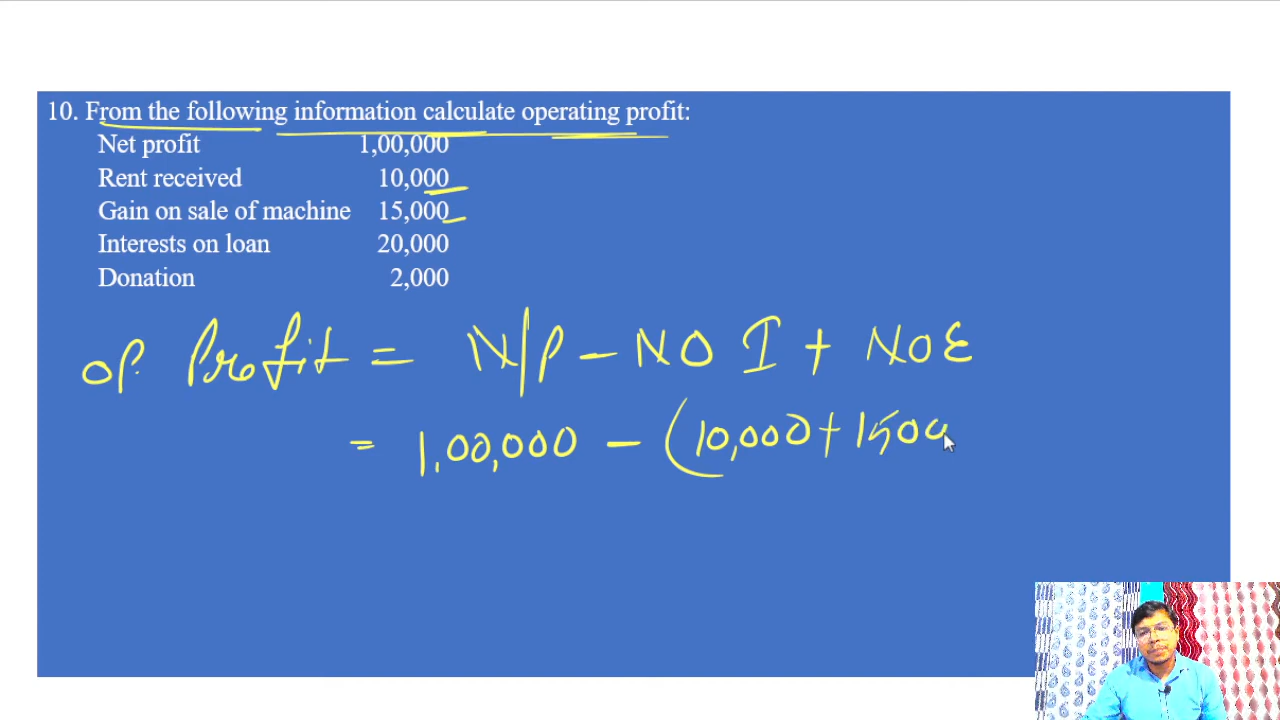 10. From the following information calculate operating profit:
Net profit 1,00,000
Rent received 10,000
Gain on sale of machine 15,000
Interests on loan 20,000
Donation 2,000
OP Profit = N/P - NO I + NOE
= 1,00,000 - (10,000 + 1500